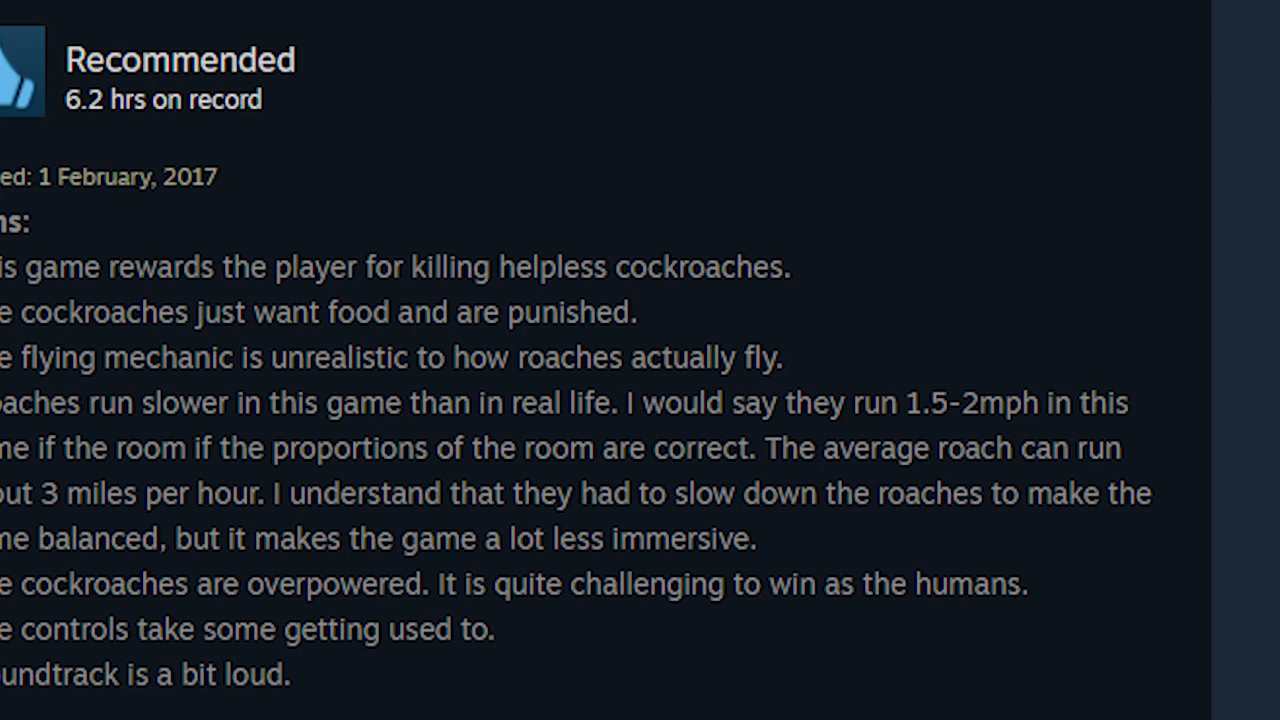 Recommended
6.2 hrs on record
ed: 1 February, 2017
ns:
is game rewards the player for killing helpless cockroaches.
e cockroaches just want food and are punished.
e flying mechanic is unrealistic to how roaches actually fly.
oaches run slower in this game than in real life. I would say they run 1.5-2mph in this
me if the room if the proportions of the room are correct. The average roach can run
out 3 miles per hour. I understand that they had to slow down the roaches to make the
me balanced, but it makes the game a lot less immersive.
e cockroaches are overpowered. It is quite challenging to win as the humans.
e controls take some getting used to.
oundtrack is a bit loud.